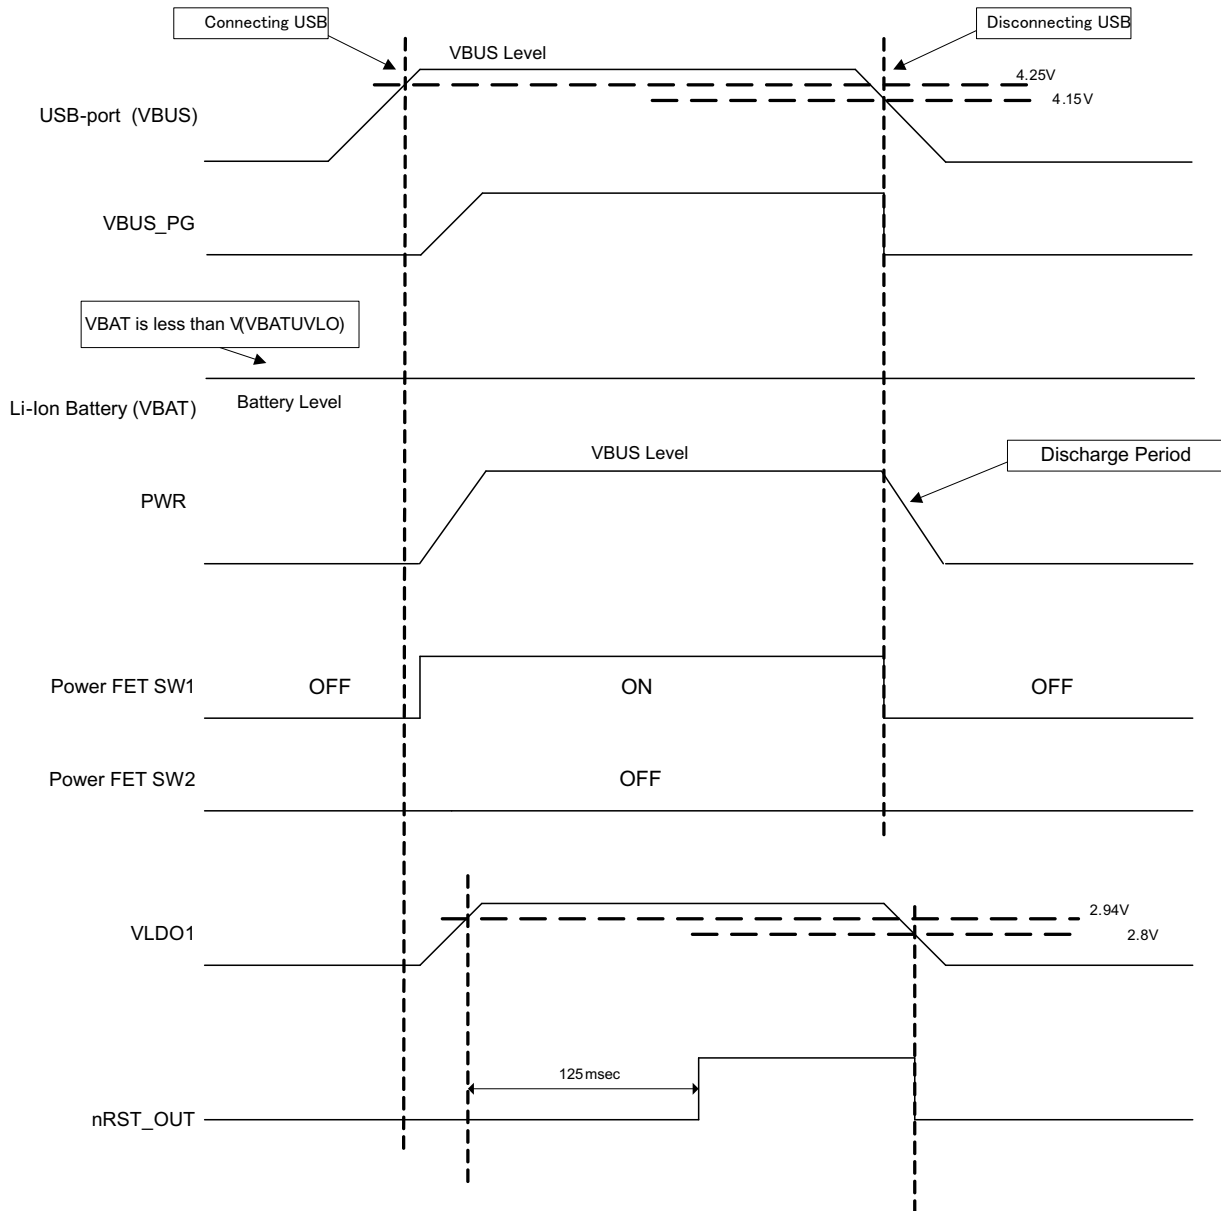 Connecting USB
Disconnecting USB
VBUS Level
4.25V
4.15V
USB-port (VBUS)
VBUS_PG
VBAT is less than V(VBATUVLO)
Li-Ion Battery (VBAT)
Battery Level
VBUS Level
Discharge Period
PWR
Power FET SW1
OFF
ON
OFF
Power FET SW2
OFF
2.94V
2.8V
VLDO1
125msec
nRST_OUT